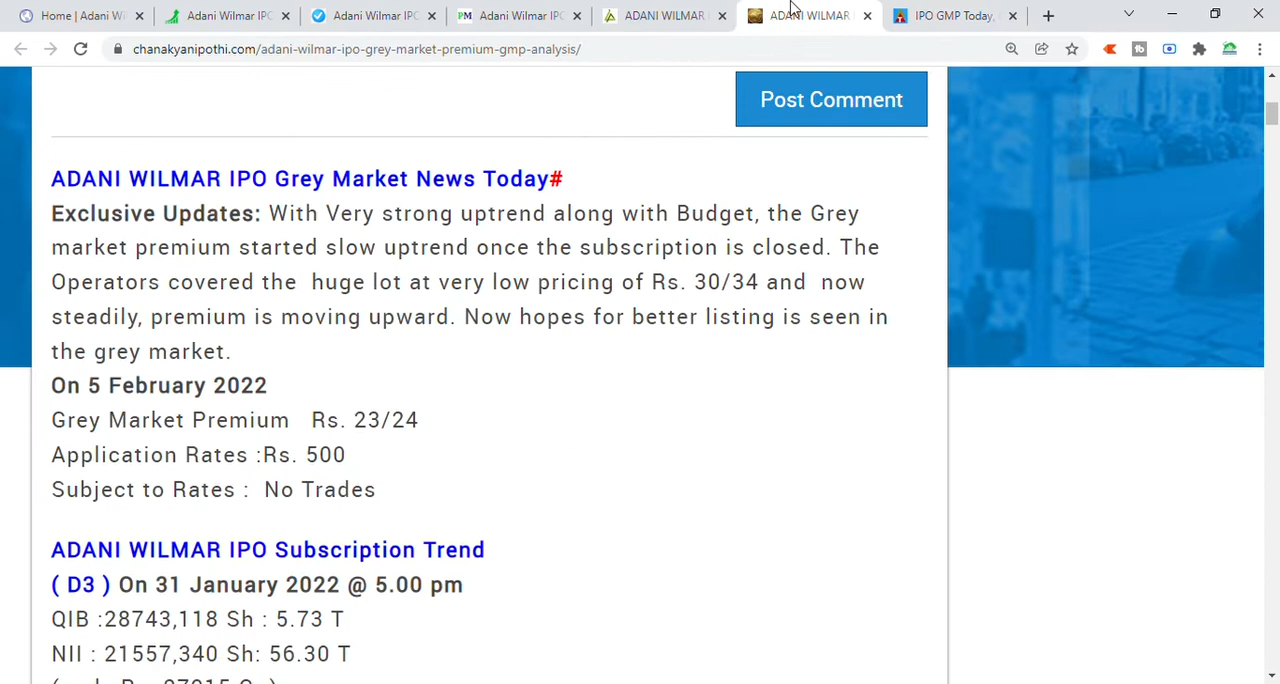 Home | Adani Wi
Adani Wilmar IPO
Adani Wilmar IPO
PM Adani Wilmar IPO
ADANI WILMAR
ADANI WILMAR
IPO GMP Today,
chanakyanipothi.com/adani-wilmar-ipo-grey-market-premium-gmp-analysis/
Post Comment
ADANI WILMAR IPO Grey Market News Today#
Exclusive Updates: With Very strong uptrend along with Budget, the Grey
market premium started slow uptrend once the subscription is closed. The
Operators covered the huge lot at very low pricing of Rs. 30/34 and now
steadily, premium is moving upward. Now hopes for better listing is seen in
the grey market.
On 5 February 2022
Grey Market Premium Rs. 23/24
Application Rates :Rs. 500
Subject to Rates : No Trades
ADANI WILMAR IPO Subscription Trend
( D3 ) On 31 January 2022 @ 5.00 pm
QIB :28743,118 Sh : 5.73 T
NII : 21557,340 Sh: 56.30 T